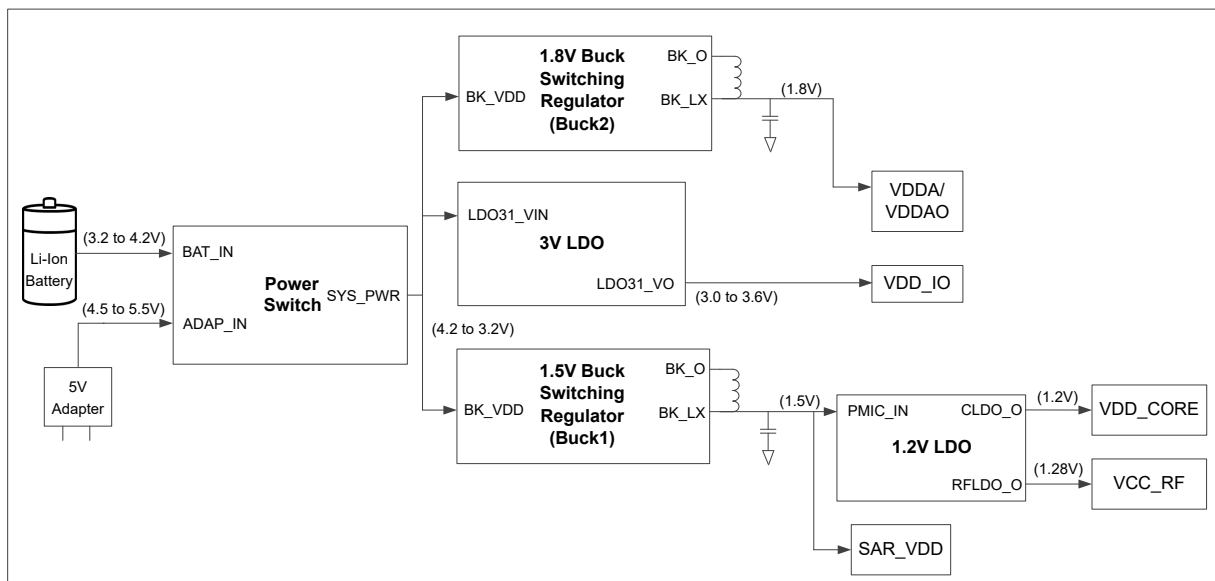 1.8V Buck
Switching
Regulator
(Buck2)
BK_VDD
BK_O
BK_LX
(1.8V)
VDDA/
VDDAO
LDO31_VIN
3V LDO
LDO31_VO
(3.0 to 3.6V)
VDD_IO
Li-Ion
Battery
(3.2 to 4.2V)
(4.5 to 5.5V)
5V
Adapter
BAT_IN
ADAP_IN
Power
Switch
SYS_PWR
(4.2 to 3.2V)
1.5V Buck
Switching
Regulator
(Buck1)
BK_VDD
BK_O
BK_LX
(1.5V)
PMIC_IN
1.2V LDO
CLDO_O
RFLDO_O
(1.2V)
VDD_CORE
(1.28V)
VCC_RF
SAR_VDD